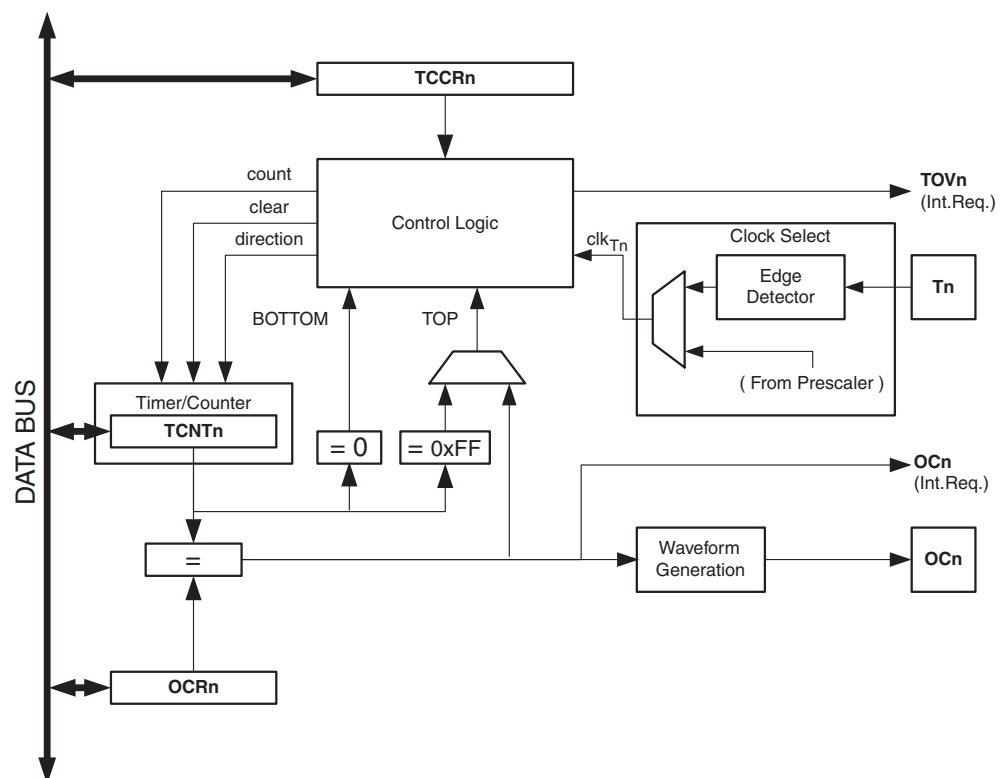 TCCRn
count
clear
direction
Control Logic
TOVn
(Int.Req.)
clkTn
Clock Select
Edge
Detector
Tn
( From Prescaler )
BOTTOM
TOP
Timer/Counter
TCNTn
= 0
= 0xFF
DATA BUS
OCn
(Int.Req.)
=
Waveform
Generation
OCn
OCRn